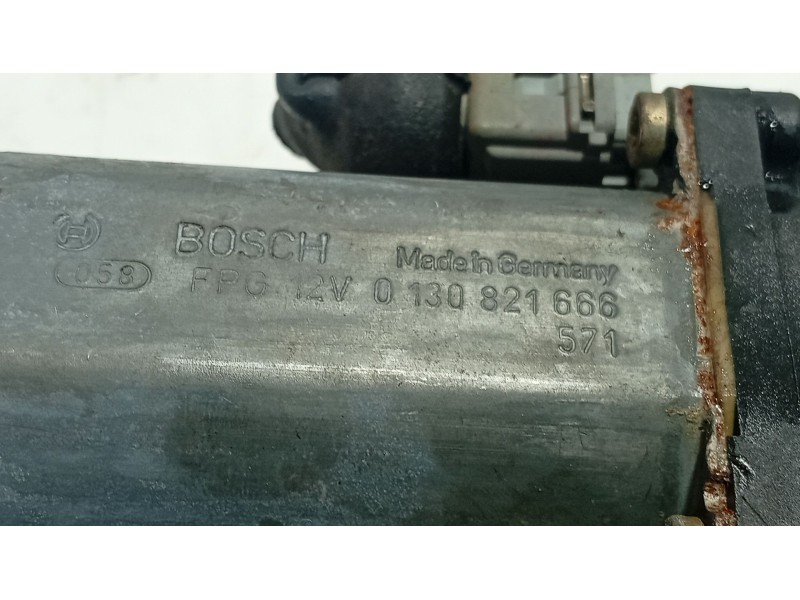 BOSCH Made in Germany
058 FPG 12V 0 130 821 666
571